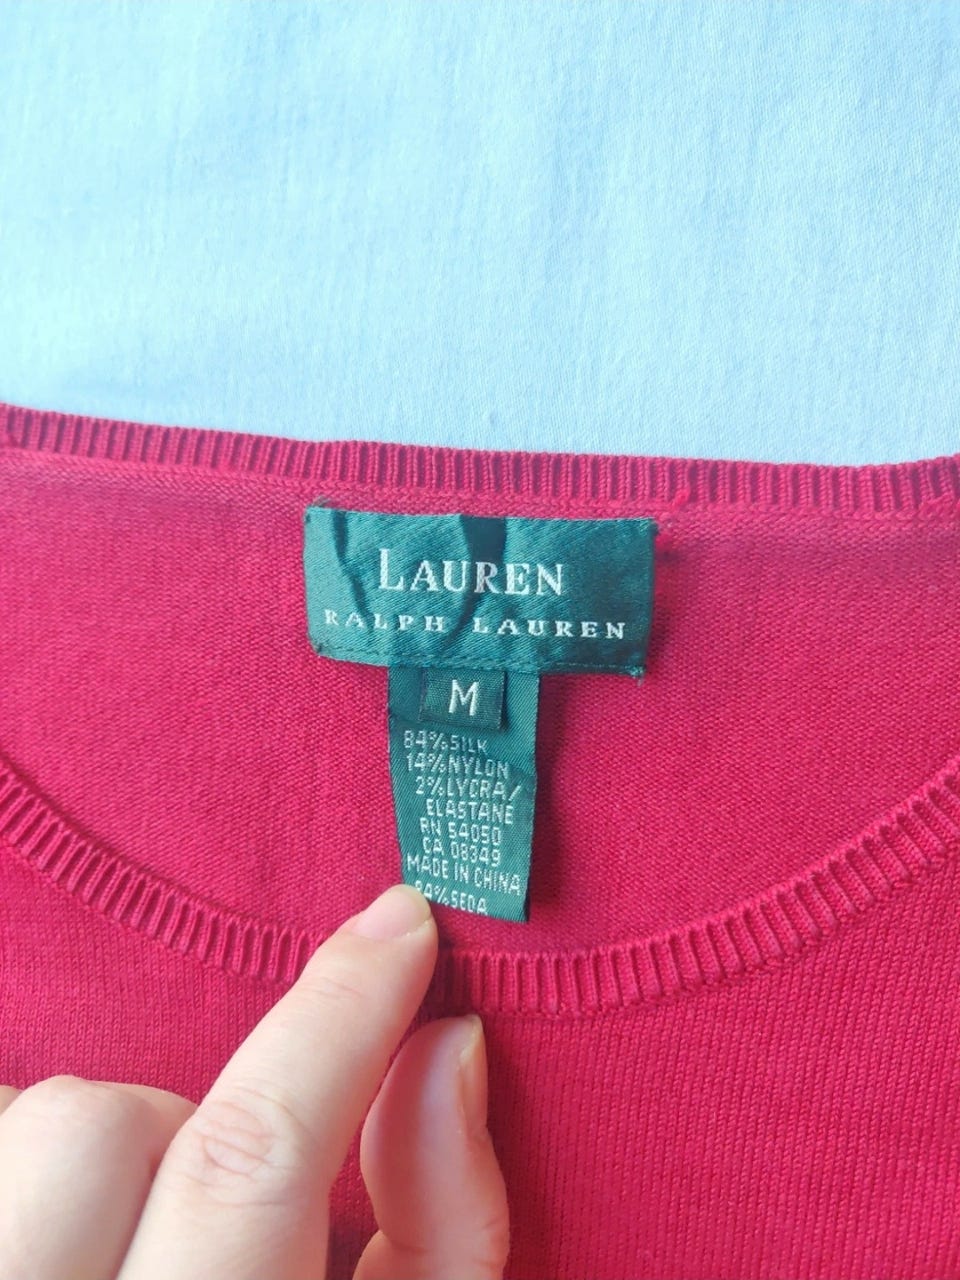 LAUREN
RALPH LAUREN
M
84%SILK
14%NYLON
2%LYCRA/
ELASTANE
RN 54050
CA 08349
MADE IN CHINA
84%SEDA